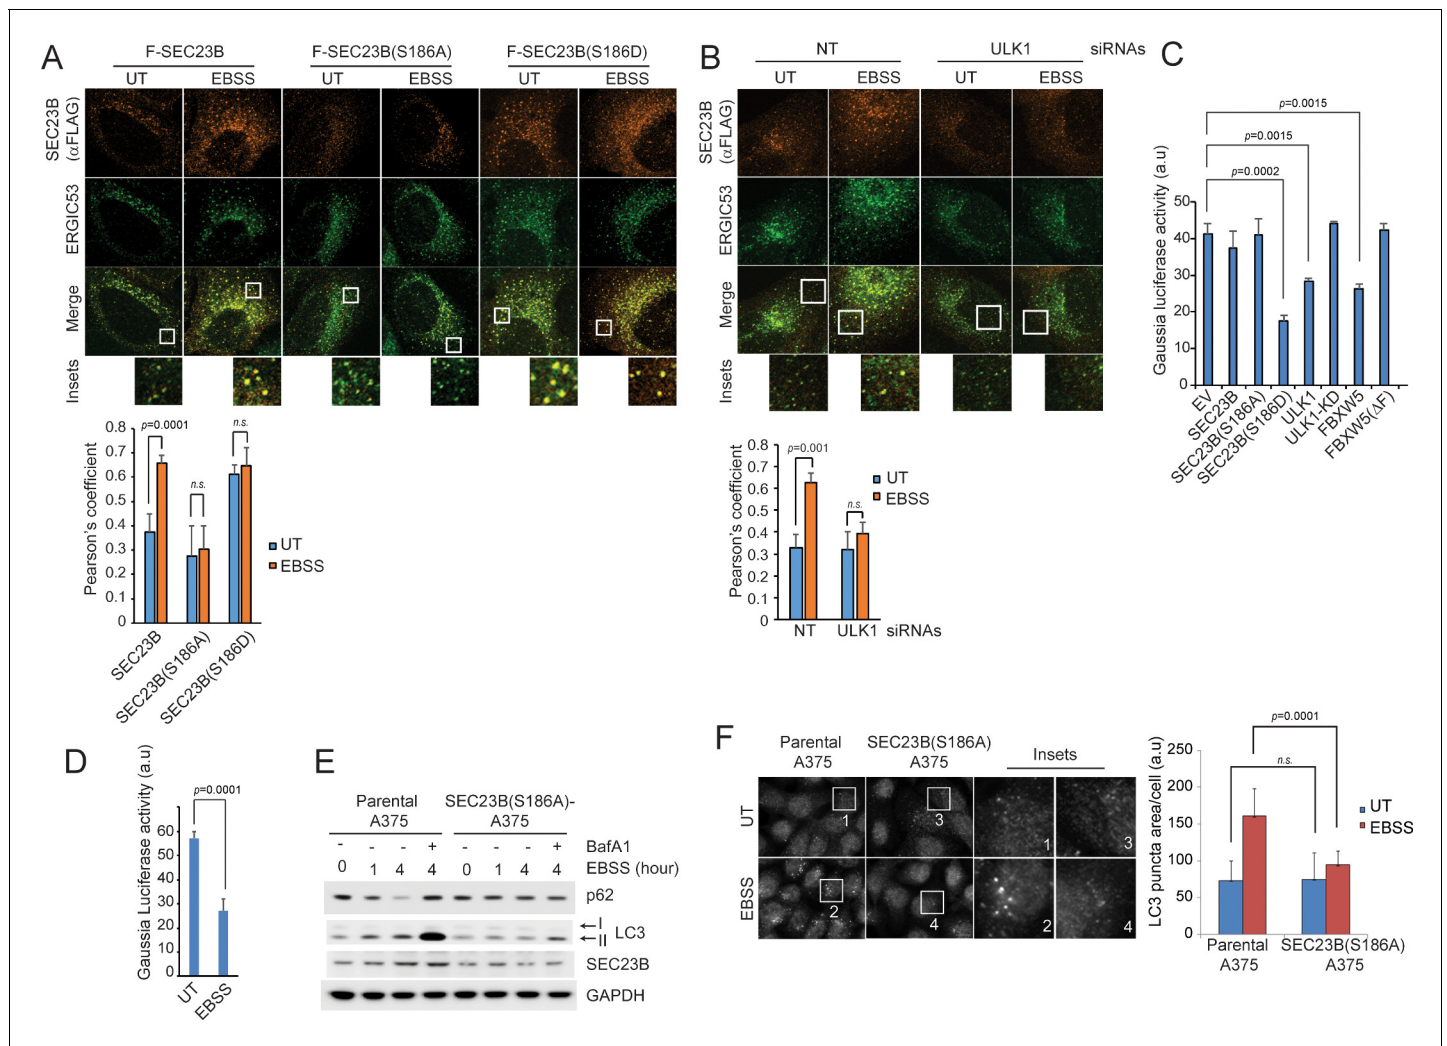 A
F-SEC23B
F-SEC23B(S186A)
F-SEC23B(S186D)
UT
EBSS
UT
EBSS
UT
EBSS
SEC23B
(αFLAG)
ERGIC53
Merge
Insets
Pearson's coefficient
0.8
0.7
0.6
0.5
0.4
0.3
0.2
0.1
0
p=0.0001
n.s.
n.s.
UT
EBSS
SEC23B
SEC23B(S186A)
SEC23B(S186D)
B
NT
ULK1
siRNAs
UT
EBSS
UT
EBSS
SEC23B
(αFLAG)
ERGIC53
Merge
Insets
Pearson's coefficient
0.8
0.7
0.6
0.5
0.4
0.3
0.2
0.1
0
p=0.001
n.s.
UT
EBSS
NT
ULK1
siRNAs
C
p=0.0015
p=0.0015
p=0.0002
Gaussia luciferase activity (a.u)
50
40
30
20
10
0
EV
SEC23B
SEC23B(S186A)
SEC23B(S186D)
ULK1
ULK1-KD
FBXW5
FBXW5(ΔF)
D
Gaussia Luciferase activity (a.u)
p=0.0001
60
50
40
30
20
10
0
UT
EBSS
E
Parental
A375
SEC23B(S186A)-
A375
- - - + - - - + BafA1
0 1 4 4 0 1 4 4 EBSS (hour)
p62
I
II
LC3
SEC23B
GAPDH
F
Parental
A375
SEC23B(S186A)
A375
Insets
UT
EBSS
1
3
1
3
2
4
2
4
LC3 puncta area/cell (a.u)
p=0.0001
n.s.
250
200
150
100
50
0
UT
EBSS
Parental
A375
SEC23B(S186A)
A375